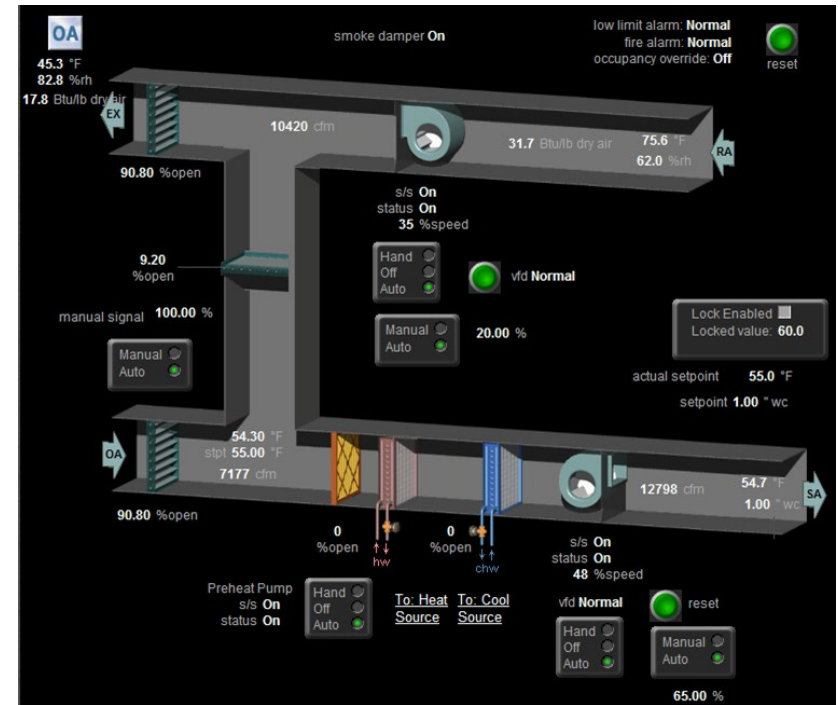 OA
smoke damper On
low limit alarm: Normal
fire alarm: Normal
occupancy override: Off
reset
45.3 °F
82.8 %rh
17.8 Btu/lb dry air
EX
10420 cfm
31.7 Btu/lb dry air
75.6 °F
62.0 %rh
RA
90.80 %open
s/s On
status On
35 %speed
9.20
%open
Hand
Off
Auto
vfd Normal
manual signal 100.00 %
Manual
Auto
Manual
Auto
20.00 %
Lock Enabled
Locked value: 60.0
actual setpoint 55.0 °F
setpoint 1.00 " wc
OA
54.30 °F
stpt 55.00 °F
7177 cfm
90.80 %open
12798 cfm
54.7 °F
1.00 " wc
SA
0
%open
hw
0
%open
chw
s/s On
status On
48 %speed
Preheat Pump
s/s On
status On
Hand
Off
Auto
To: Heat
Source
To: Cool
Source
vfd Normal
reset
Hand
Off
Auto
Manual
Auto
65.00 %